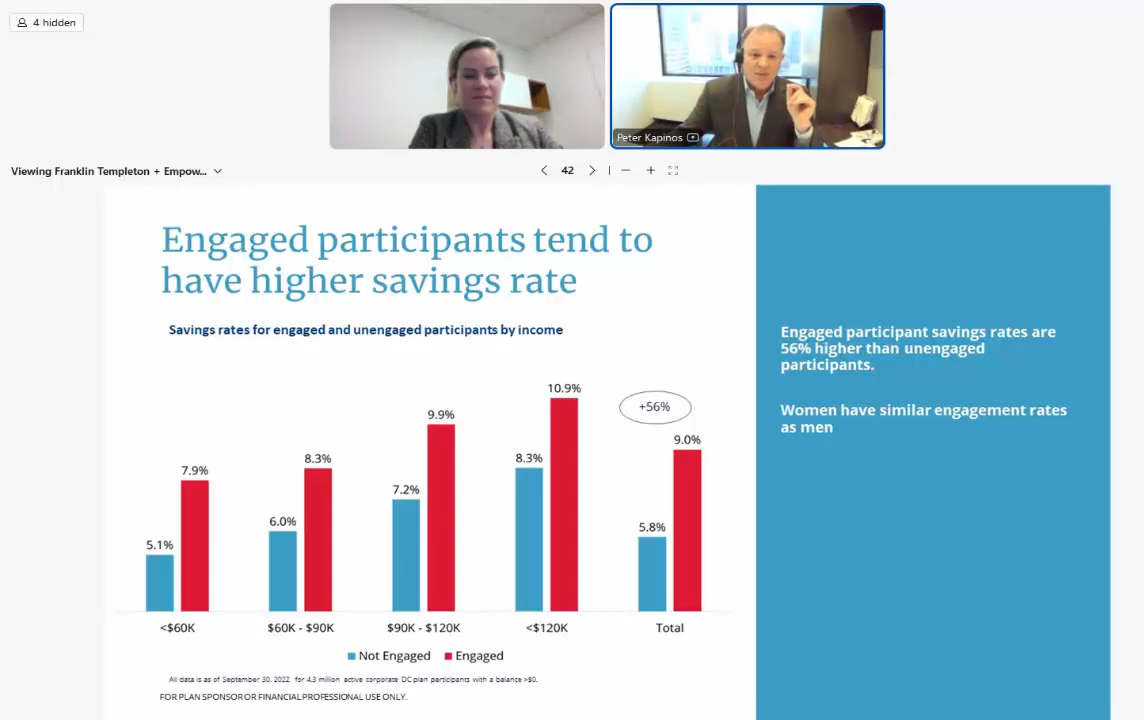 4 hidden
Peter Kapinos
Viewing Franklin Templeton + Empow...
42
Engaged participants tend to
have higher savings rate
Savings rates for engaged and unengaged participants by income
5.1%
7.9%
6.0%
8.3%
7.2%
9.9%
8.3%
10.9%
+56%
5.8%
9.0%
<$60K
$60K - $90K
$90K - $120K
<$120K
Total
Not Engaged
Engaged
All data is as of September 30, 2022, for 4.3 million active corporate DC plan participants with a balance >$0.
FOR PLAN SPONSOR OR FINANCIAL PROFESSIONAL USE ONLY.
Engaged participant savings rates are
56% higher than unengaged
participants.
Women have similar engagement rates
as men